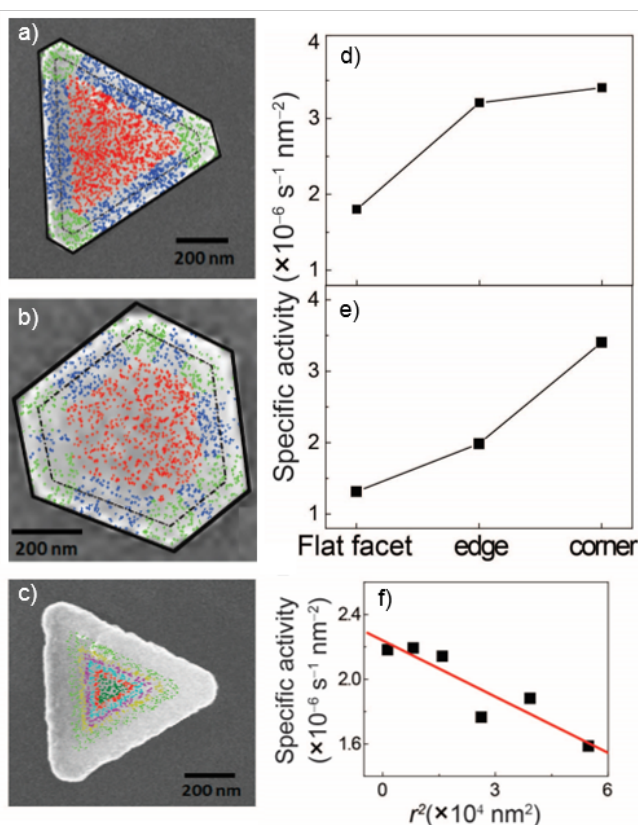 a)
200 nm
b)
200 nm
c)
200 nm
d)
4
3
2
1
e)
4
3
2
1
Specific activity (×10⁻⁶ s⁻¹ nm⁻²)
Flat facet edge corner
f)
2.4
2.0
1.6
Specific activity
(×10⁻⁶ s⁻¹ nm⁻²)
0 3 6
r²(×10⁴ nm²)